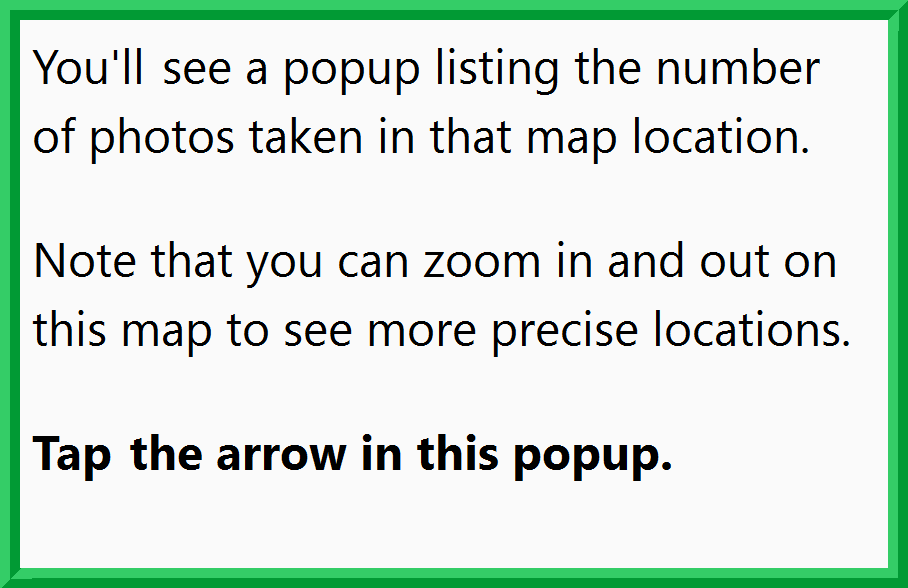 You'll see a popup listing the number
of photos taken in that map location.
Note that you can zoom in and out on
this map to see more precise locations.
Tap the arrow in this popup.